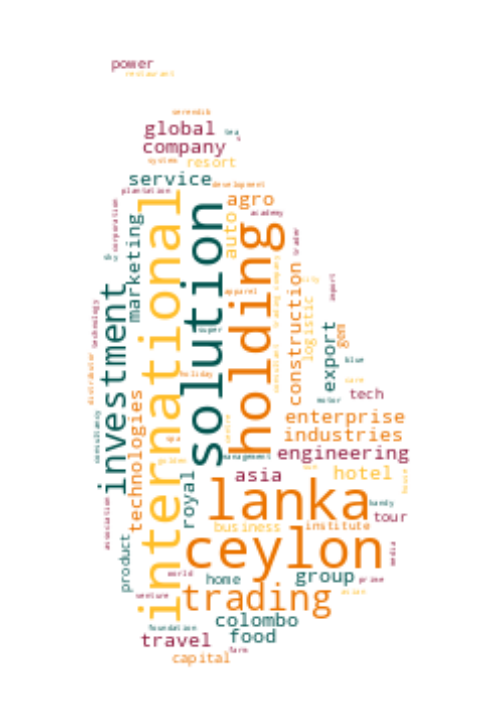 power
restaurant
serendib
global
tea
company
system
resort
service
development
plantation
agro
corporation
academy
marketing
international
solution
auto
holding
trader
investment
technology
apparel
construction
logistic
import
export
gem
super
blue
distributor
holiday
care
tech
motor
technologies
enterprise
consultancy
industries
management
engineering
asia
hotel
royal
lanka
handy
association
business
institute
tour
product
ceylon
media
world
home
group
prime
venture
trading
asian
colombo
foundation
travel
food
farm
capital